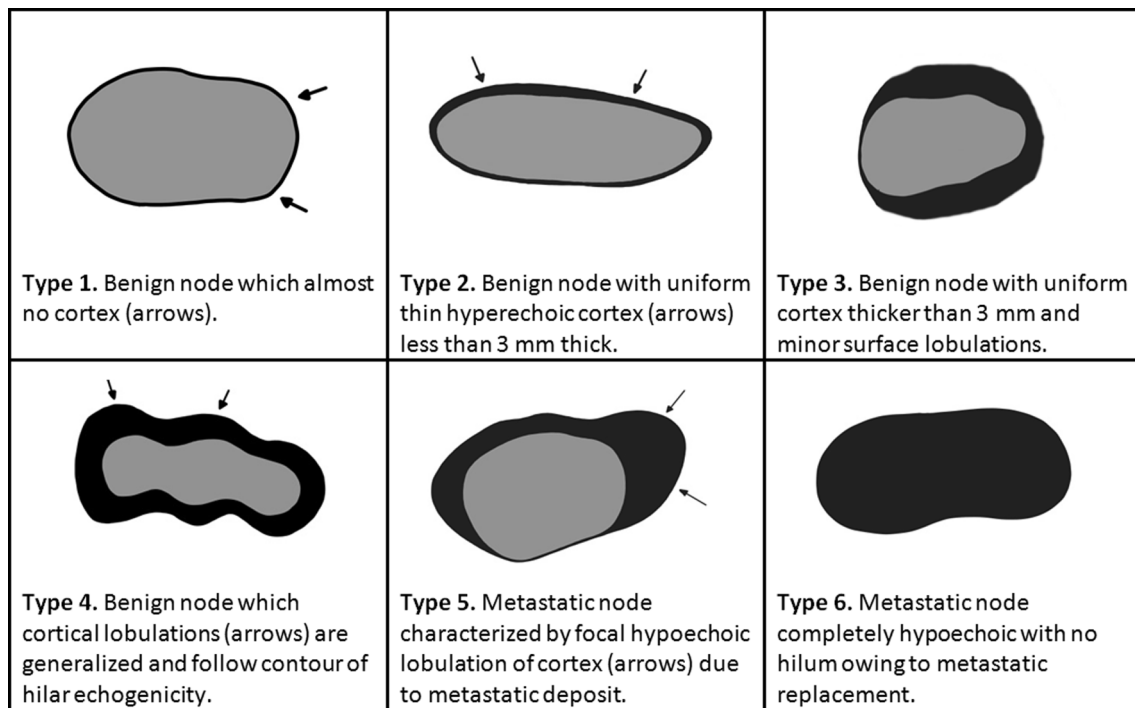 Type 1. Benign node which almost
no cortex (arrows).
Type 2. Benign node with uniform
thin hyperechoic cortex (arrows)
less than 3 mm thick.
Type 3. Benign node with uniform
cortex thicker than 3 mm and
minor surface lobulations.
Type 4. Benign node which
cortical lobulations (arrows) are
generalized and follow contour of
hilar echogenicity.
Type 5. Metastatic node
characterized by focal hypoechoic
lobulation of cortex (arrows) due
to metastatic deposit.
Type 6. Metastatic node
completely hypoechoic with no
hilum owing to metastatic
replacement.